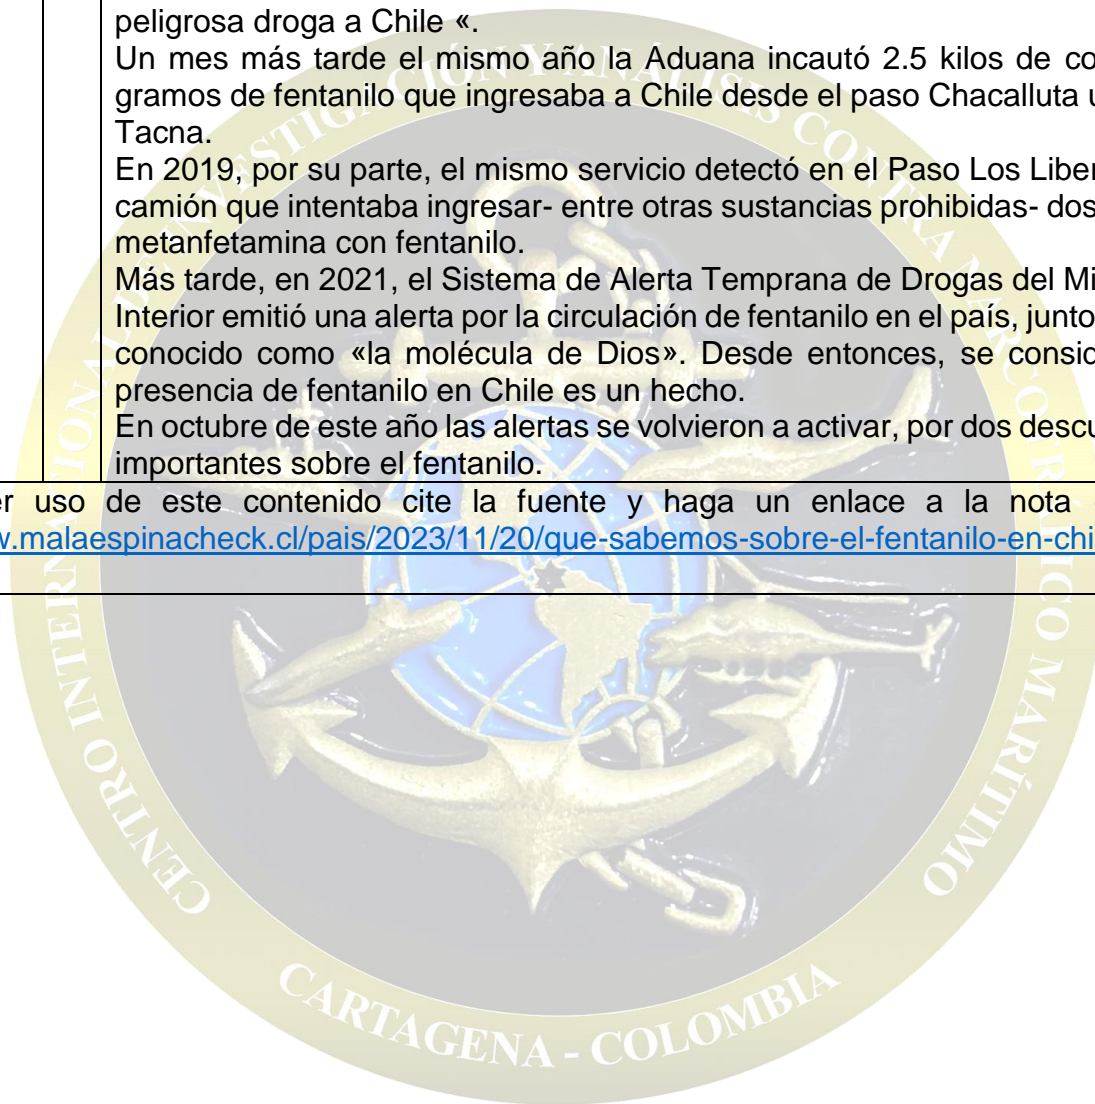 peligrosa droga a Chile «.
Un mes más tarde el mismo año la Aduana incautó 2.5 kilos de co
gramos de fentanilo que ingresaba a Chile desde el paso Chacalluta u
Tacna.
En 2019, por su parte, el mismo servicio detectó en el Paso Los Liber
camión que intentaba ingresar- entre otras sustancias prohibidas- dos
metanfetamina con fentanilo.
Más tarde, en 2021, el Sistema de Alerta Temprana de Drogas del Mi
Interior emitió una alerta por la circulación de fentanilo en el país, junto
conocido como «la molécula de Dios». Desde entonces, se consid
presencia de fentanilo en Chile es un hecho.
En octubre de este año las alertas se volvieron a activar, por dos descu
importantes sobre el fentanilo.
er uso de este contenido cite la fuente y haga un enlace a la nota
w.malaespinacheck.cl/pais/2023/11/20/que-sabemos-sobre-el-fentanilo-en-chi
CENTRO INTERNACIONAL DE INVESTIGACIÓN Y ANÁLISIS CONTRA NARCOTRÁFICO MARÍTIMO
CARTAGENA - COLOMBIA